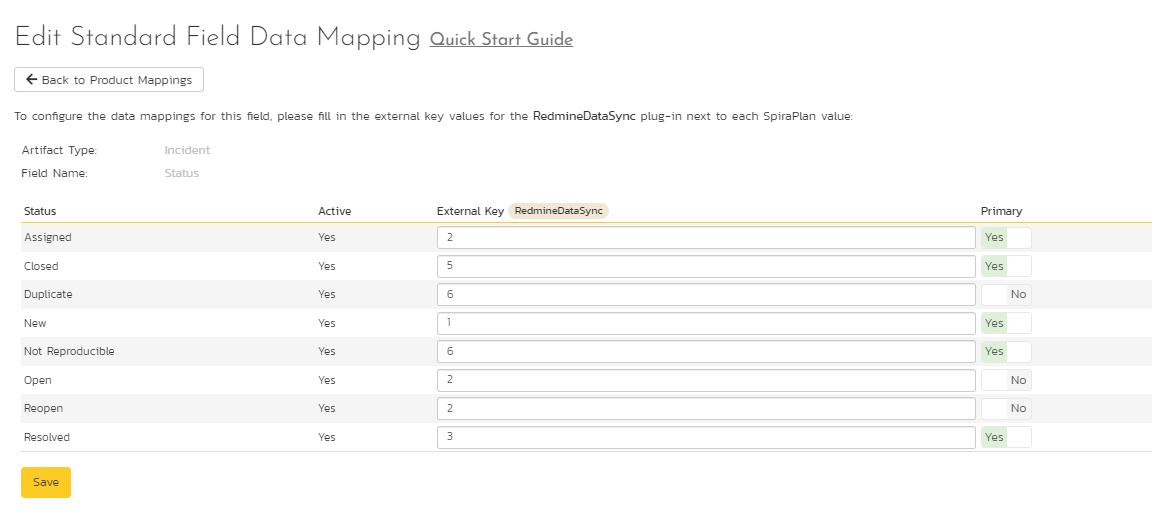 Edit Standard Field Data Mapping Quick Start Guide
Back to Product Mappings
To configure the data mappings for this field, please fill in the external key values for the RedmineDataSync plug-in next to each SpiraPlan value:
Artifact Type: Incident
Field Name: Status
Status Active External Key RedmineDataSync Primary
Assigned Yes 2 Yes
Closed Yes 5 Yes
Duplicate Yes 6 No
New Yes 1 Yes
Not Reproducible Yes 6 Yes
Open Yes 2 No
Reopen Yes 2 No
Resolved Yes 3 Yes
Save